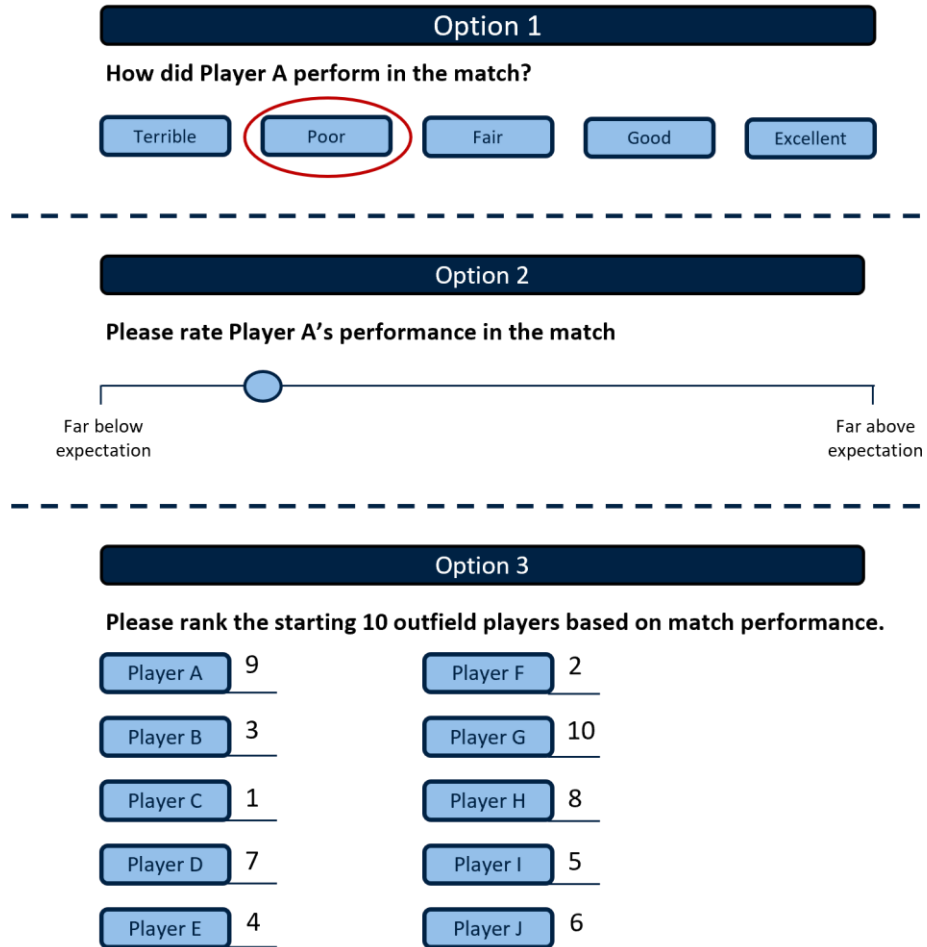 Option 1
How did Player A perform in the match?
Terrible Poor Fair Good Excellent
Option 2
Please rate Player A’s performance in the match
Far below
expectation
Far above
expectation
Option 3
Please rank the starting 10 outfield players based on match performance.
Player A 9
Player F 2
Player B 3
Player G 10
Player C 1
Player H 8
Player D 7
Player I 5
Player E 4
Player J 6